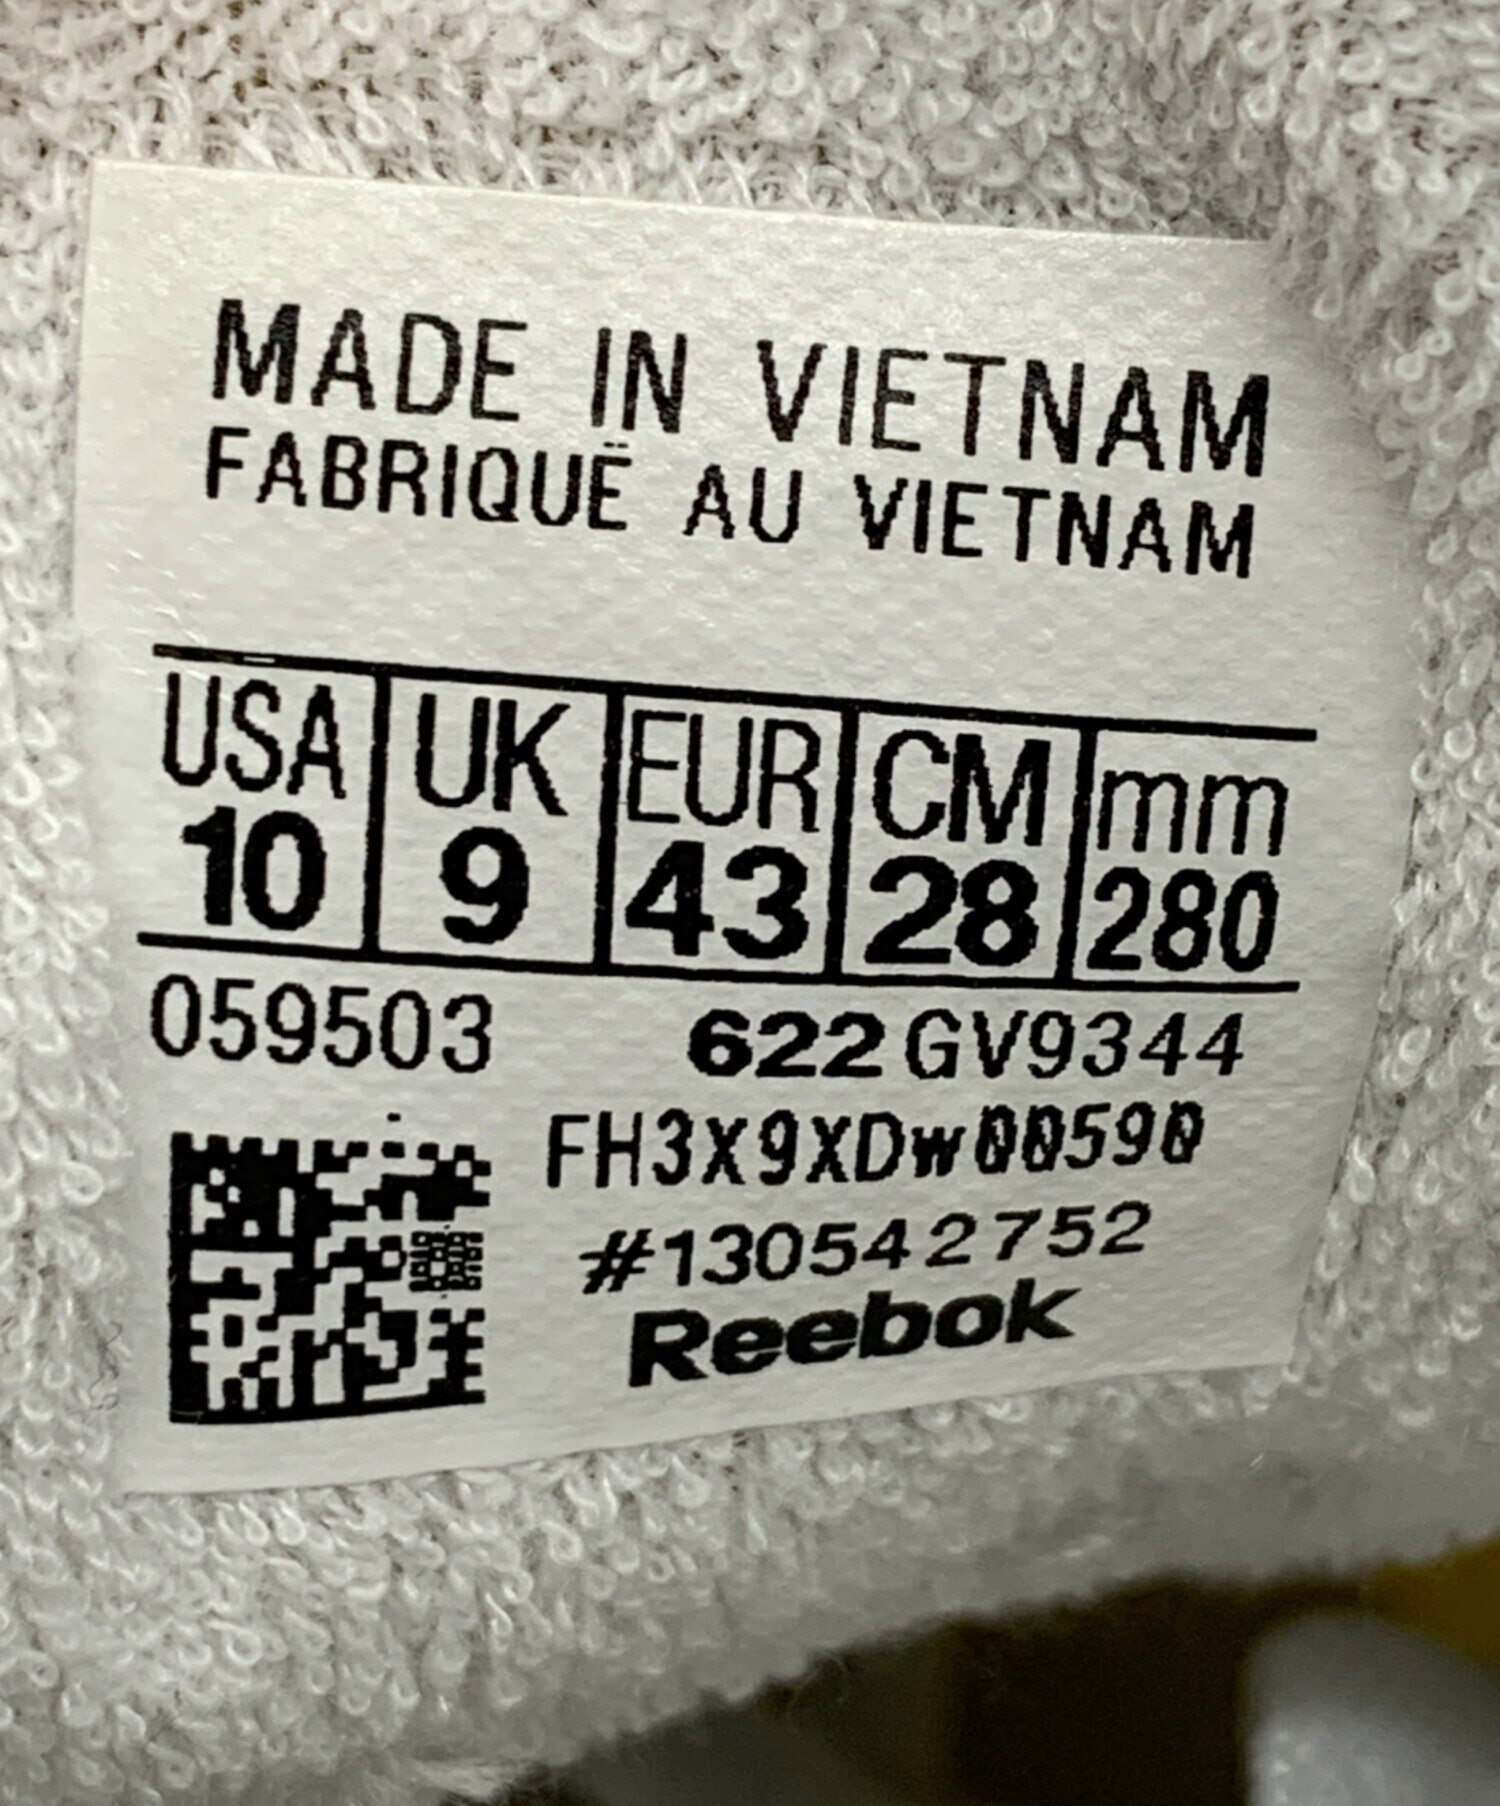 MADE IN VIETNAM
FABRIQUË AU VIETNAM
USA UK EUR CM mm
10 9 43 28 280
059503 622 GV9344
FH3X9XDw00590
#130542752
Reebok